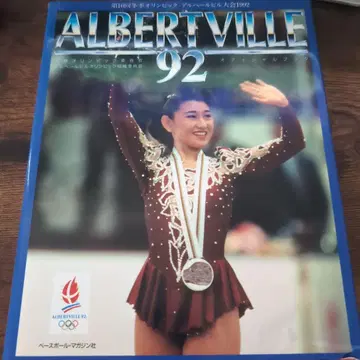 第16回冬季オリンピック アルベールビル大会1992
ALBERTVILLE
92
ALBERTVILLE 92
ベースボール・マガジン社